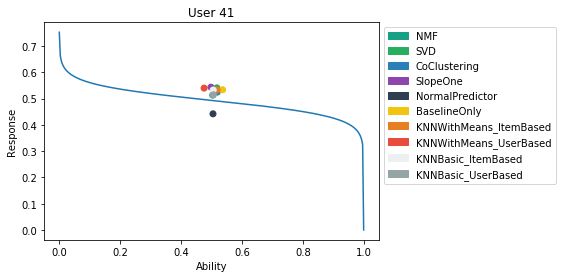 User 41
Response
0.7
0.6
0.5
0.4
0.3
0.2
0.1
0.0
0.0
0.2
0.4
0.6
0.8
1.0
Ability
NMF
SVD
CoClustering
SlopeOne
NormalPredictor
BaselineOnly
KNNWithMeans_ItemBased
KNNWithMeans_UserBased
KNNBasic_ItemBased
KNNBasic_UserBased